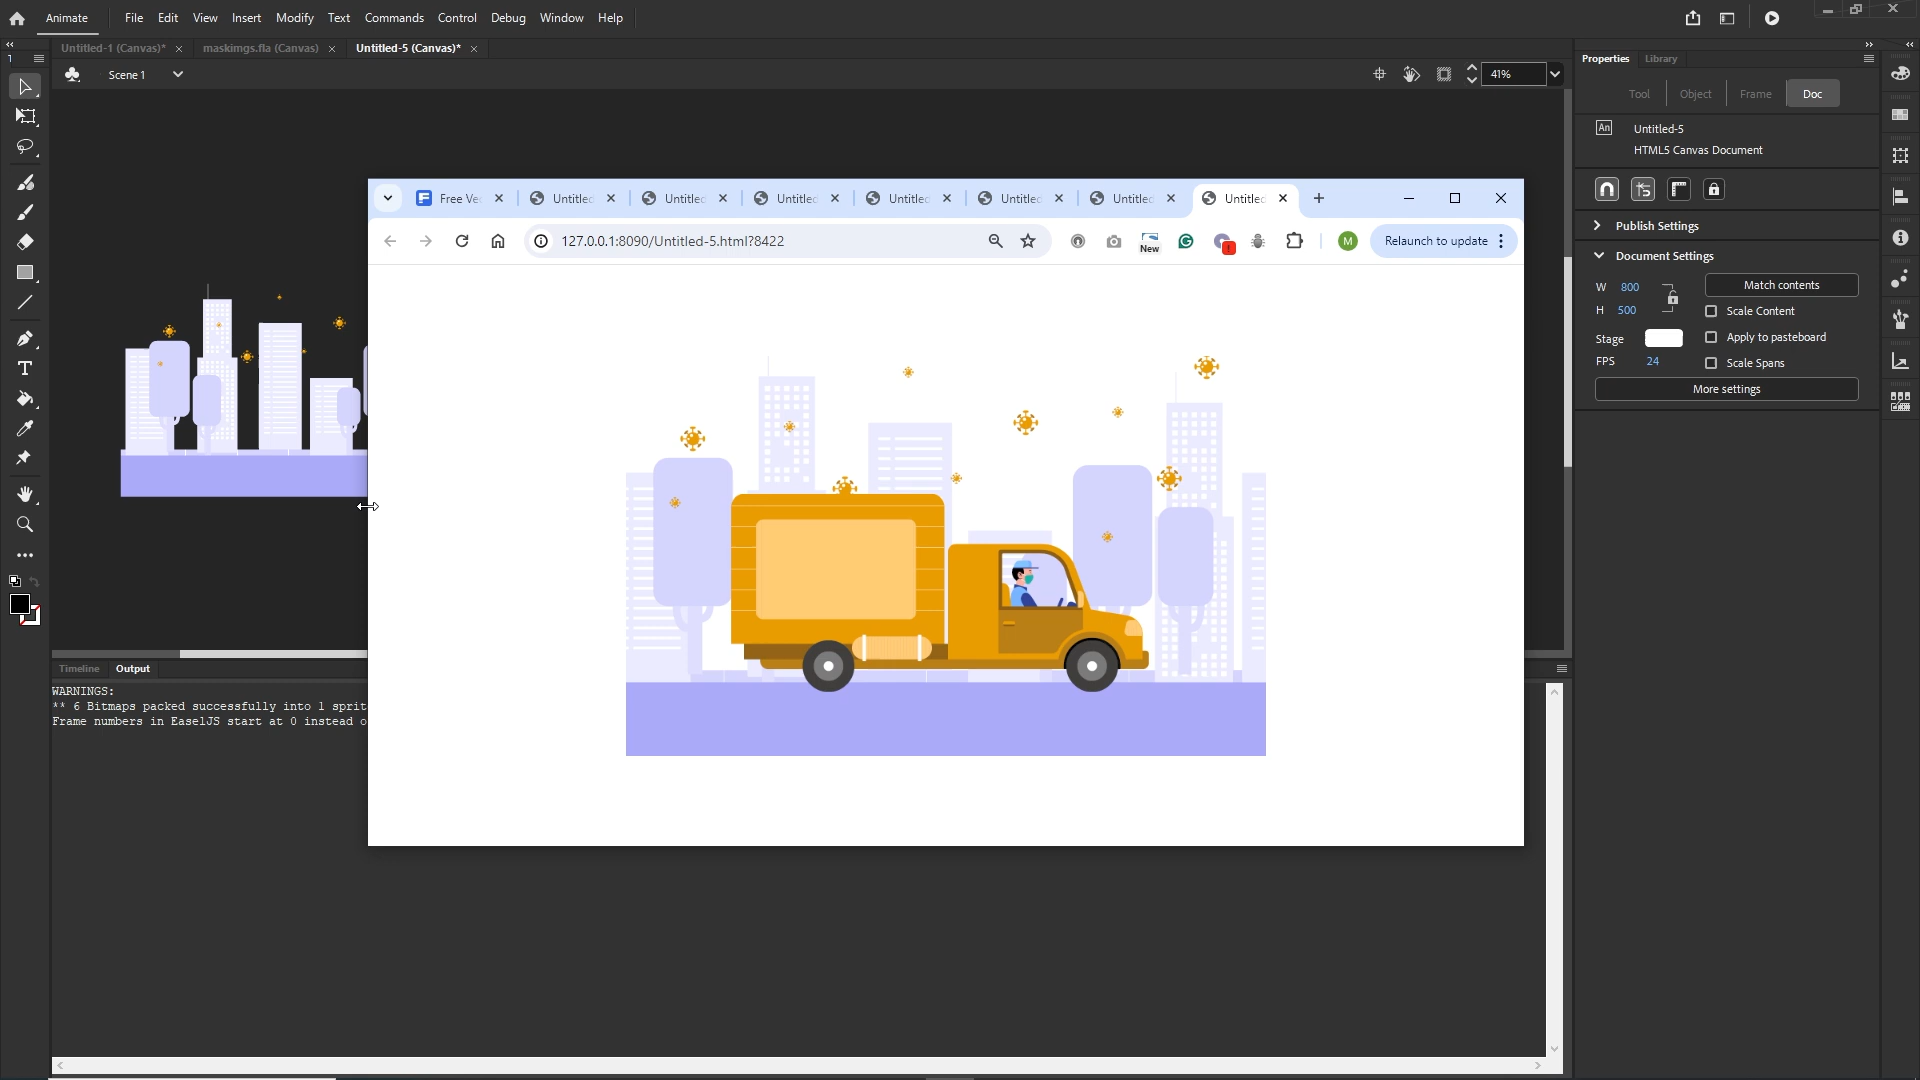 Animate File Edit View Insert Modify Text Commands Control Debug Window Help
Untitled-1 (Canvas)* maskimgs.fla (Canvas) Untitled-5 (Canvas)*
Scene 1 41%
Free Vec Untitled Untitled Untitled Untitled Untitled Untitled Untitled
127.0.0.1:8090/Untitled-5.html?8422 New M Relaunch to update
Timeline Output
WARNINGS:
** 6 Bitmaps packed successfully into 1 sprit
Frame numbers in EaselJS start at 0 instead o
Properties Library
Tool Object Frame Doc
An Untitled-5
HTML5 Canvas Document
Publish Settings
Document Settings
W 800 Match contents
H 500 Scale Content
Stage Apply to pasteboard
FPS 24 Scale Spans
More settings